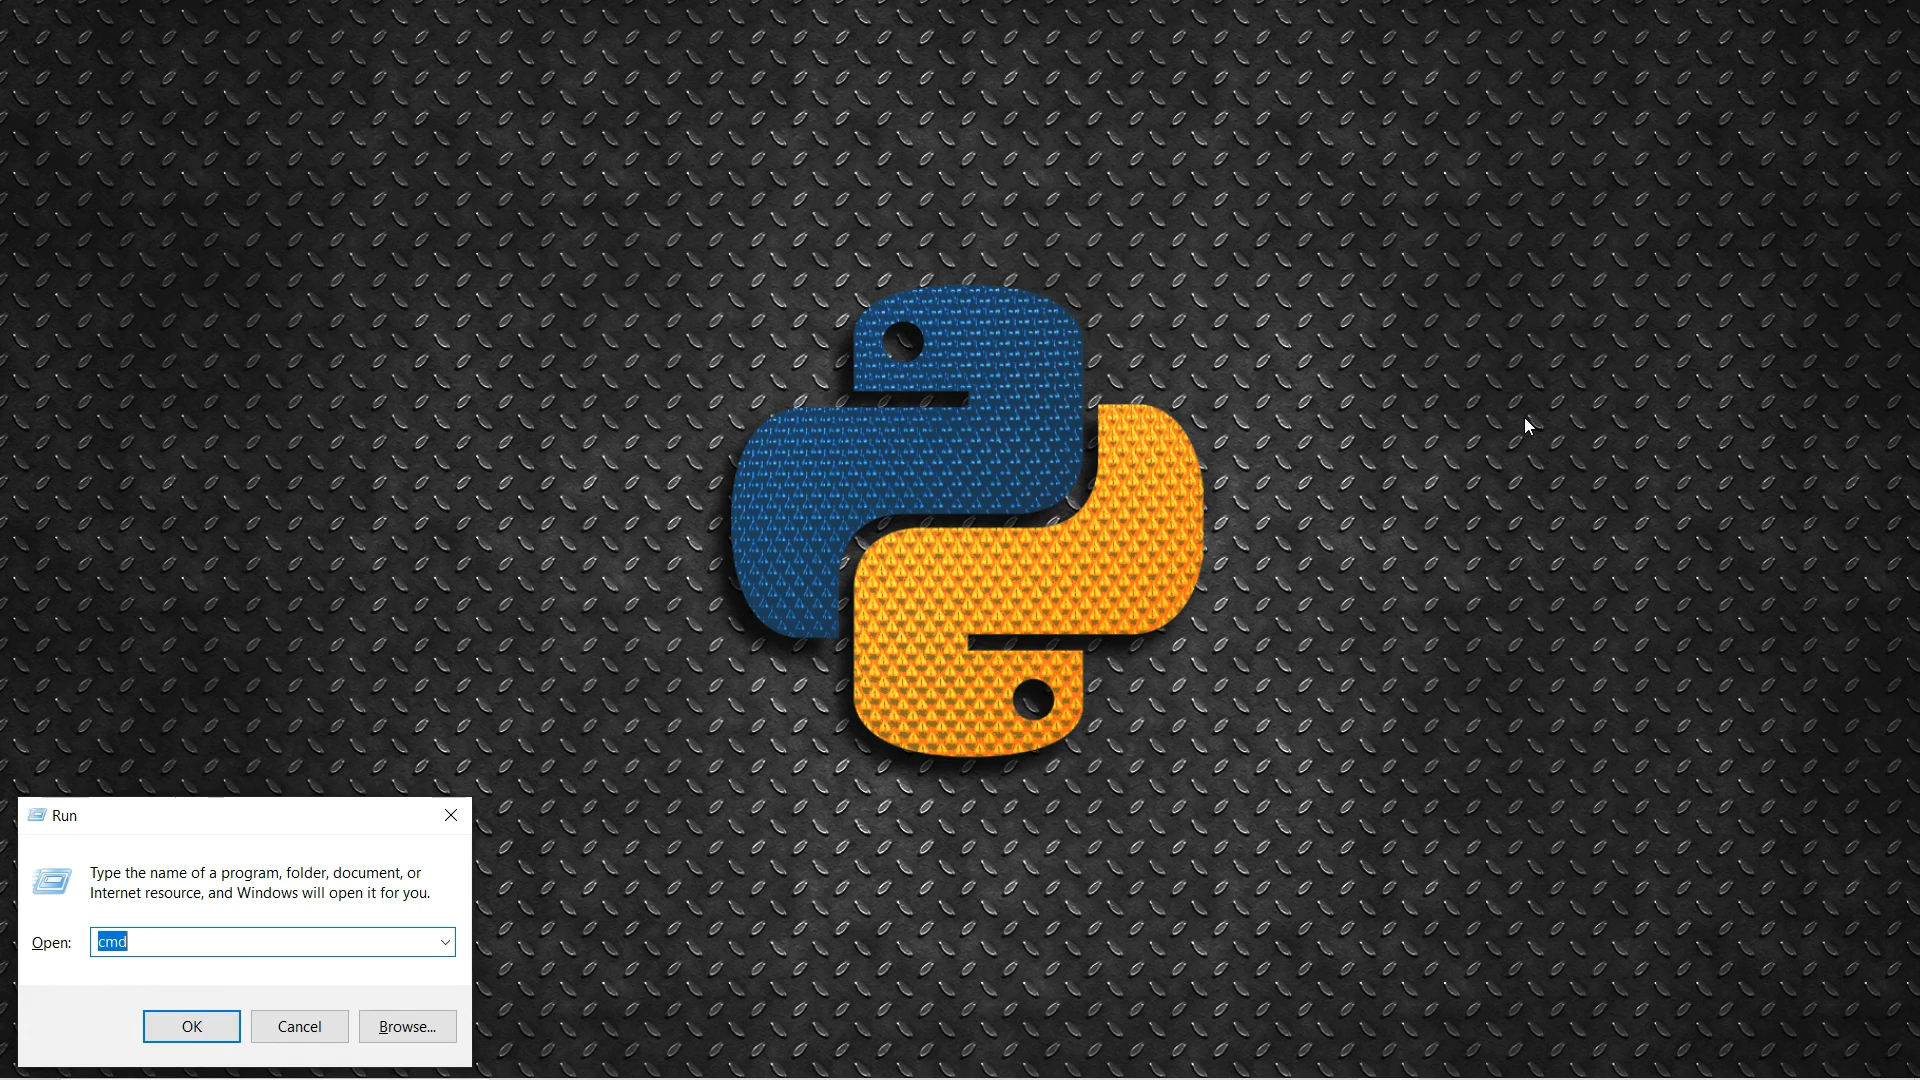 Run
Type the name of a program, folder, document, or
Internet resource, and Windows will open it for you.
Open: cmd
OK Cancel Browse...